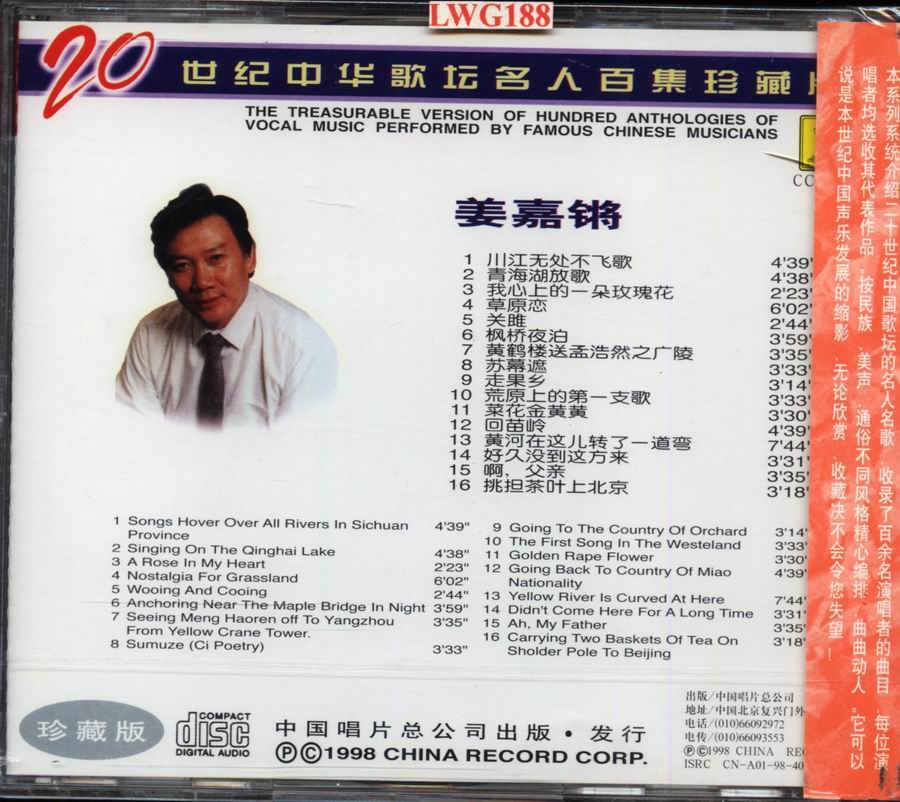 LWG188
20
世纪中华歌坛名人百集珍藏
THE TREASURABLE VERSION OF HUNDRED ANTHOLOGIES OF
VOCAL MUSIC PERFORMED BY FAMOUS CHINESE MUSICIANS
CC
姜嘉锵
1 川江无处不飞歌 4'39"
2 青海湖放歌 4'38"
3 我心上的一朵玫瑰花 2'23"
4 草原恋 6'02"
5 关雎 2'44"
6 枫桥夜泊 3'59"
7 黄鹤楼送孟浩然之广陵 3'35"
8 苏幕遮 3'33"
9 走果乡 3'14"
10 荒原上的第一支歌 3'33"
11 菜花金黄黄 3'30"
12 回苗岭 4'39"
13 黄河在这儿转了一道弯 7'44"
14 好久没到这方来 3'31"
15 啊，父亲 3'35"
16 挑担茶叶上北京 3'18"
1 Songs Hover Over All Rivers In Sichuan Province 4'39"
2 Singing On The Qinghai Lake 4'38"
3 A Rose In My Heart 2'23"
4 Nostalgia For Grassland 6'02"
5 Wooing And Cooing 2'44"
6 Anchoring Near The Maple Bridge In Night 3'59"
7 Seeing Meng Haoren off To Yangzhou 3'35"
From Yellow Crane Tower.
8 Sumuze (Ci Poetry) 3'33"
9 Going To The Country Of Orchard 3'14"
10 The First Song In The Westeland 3'33"
11 Golden Rape Flower 3'30"
12 Going Back To Country Of Miao 4'39"
Nationality
13 Yellow River Is Curved At Here 7'44"
14 Didn't Come Here For A Long Time 3'31"
15 Ah, My Father 3'35"
16 Carrying Two Baskets Of Tea On 3'18"
Sholder Pole To Beijing
珍藏版
COMPACT
disc
DIGITAL AUDIO
中国唱片总公司出版·发行
ⓅⒸ1998 CHINA RECORD CORP.
出版/中国唱片总公司
地址/中国北京复兴门外
电话/(010)66092972
电传/(010)66093553
ⓅⒸ1998 CHINA REC
ISRC CN-A01-98-40
本系列系统介绍二十世纪中国歌坛的名人名歌，收录了百余名演唱者的曲目，每位演
唱者均选收其代表作品。按民族、美声、通俗不同风格精心编排，曲曲动人，它可以
说是本世纪中国声乐发展的缩影，无论欣赏、收藏决不会令您失望！